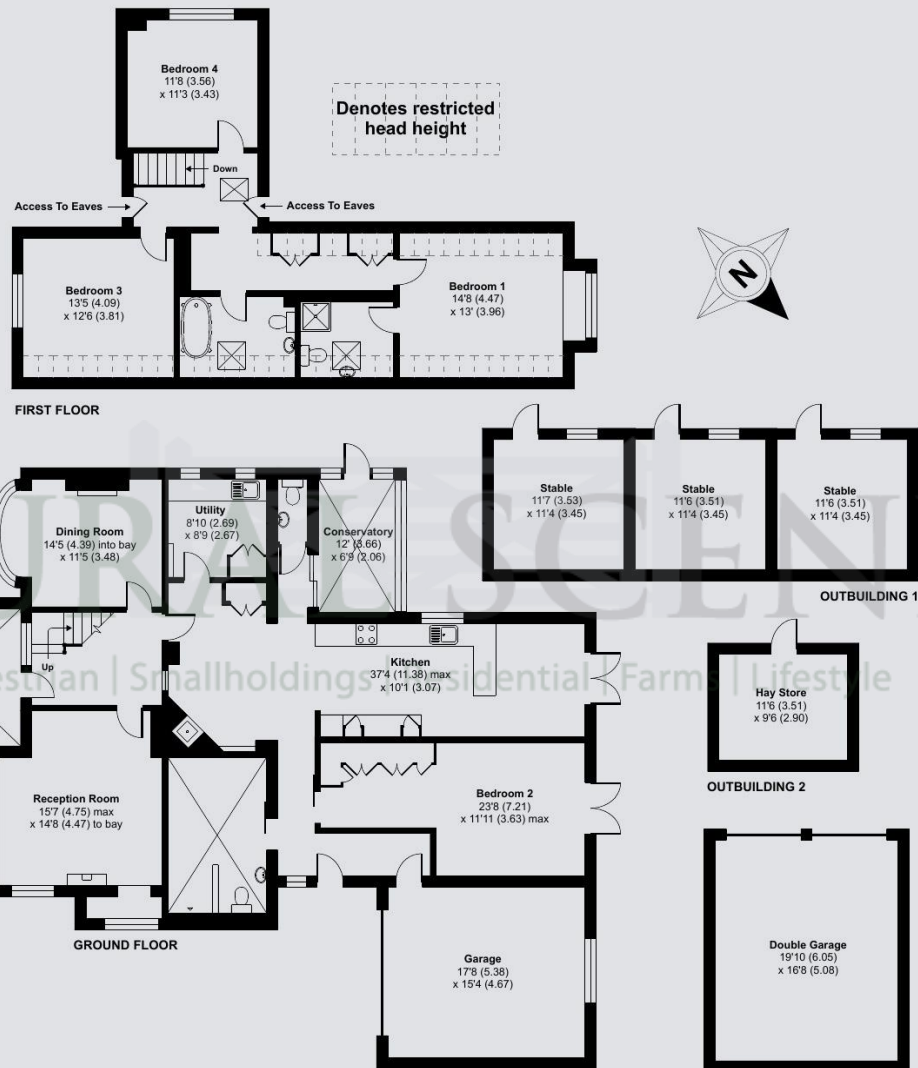 Bedroom 4
11'8 (3.56)
x 11'3 (3.43)
Denotes restricted
head height
Down
Access To Eaves
Access To Eaves
Bedroom 3
13'5 (4.09)
x 12'6 (3.81)
Bedroom 1
14'8 (4.47)
x 13' (3.96)
N
FIRST FLOOR
Stable
11'7 (3.53)
x 11'4 (3.45)
Stable
11'6 (3.51)
x 11'4 (3.45)
Stable
11'6 (3.51)
x 11'4 (3.45)
OUTBUILDING 1
Dining Room
14'5 (4.39) into bay
x 11'5 (3.48)
Utility
8'10 (2.69)
x 8'9 (2.67)
Conservatory
12' (3.66)
x 6'9 (2.06)
URAL SCEN
Up
Kitchen
37'4 (11.38) max
x 10'1 (3.07)
estrian | Smallholdings | Residential | Farms | Lifestyle
Hay Store
11'6 (3.51)
x 9'6 (2.90)
OUTBUILDING 2
Reception Room
15'7 (4.75) max
x 14'8 (4.47) to bay
Bedroom 2
23'8 (7.21)
x 11'11 (3.63) max
GROUND FLOOR
Garage
17'8 (5.38)
x 15'4 (4.67)
Double Garage
19'10 (6.05)
x 16'8 (5.08)